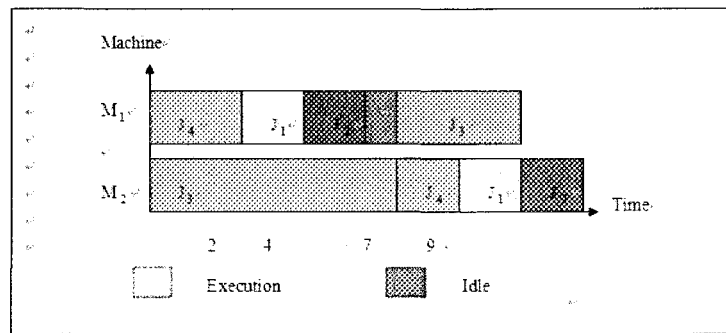 Machine
M1
J4 J1 J2 J3
M2
J3 J4 J1 J2
Time
2 4 7 9
Execution Idle